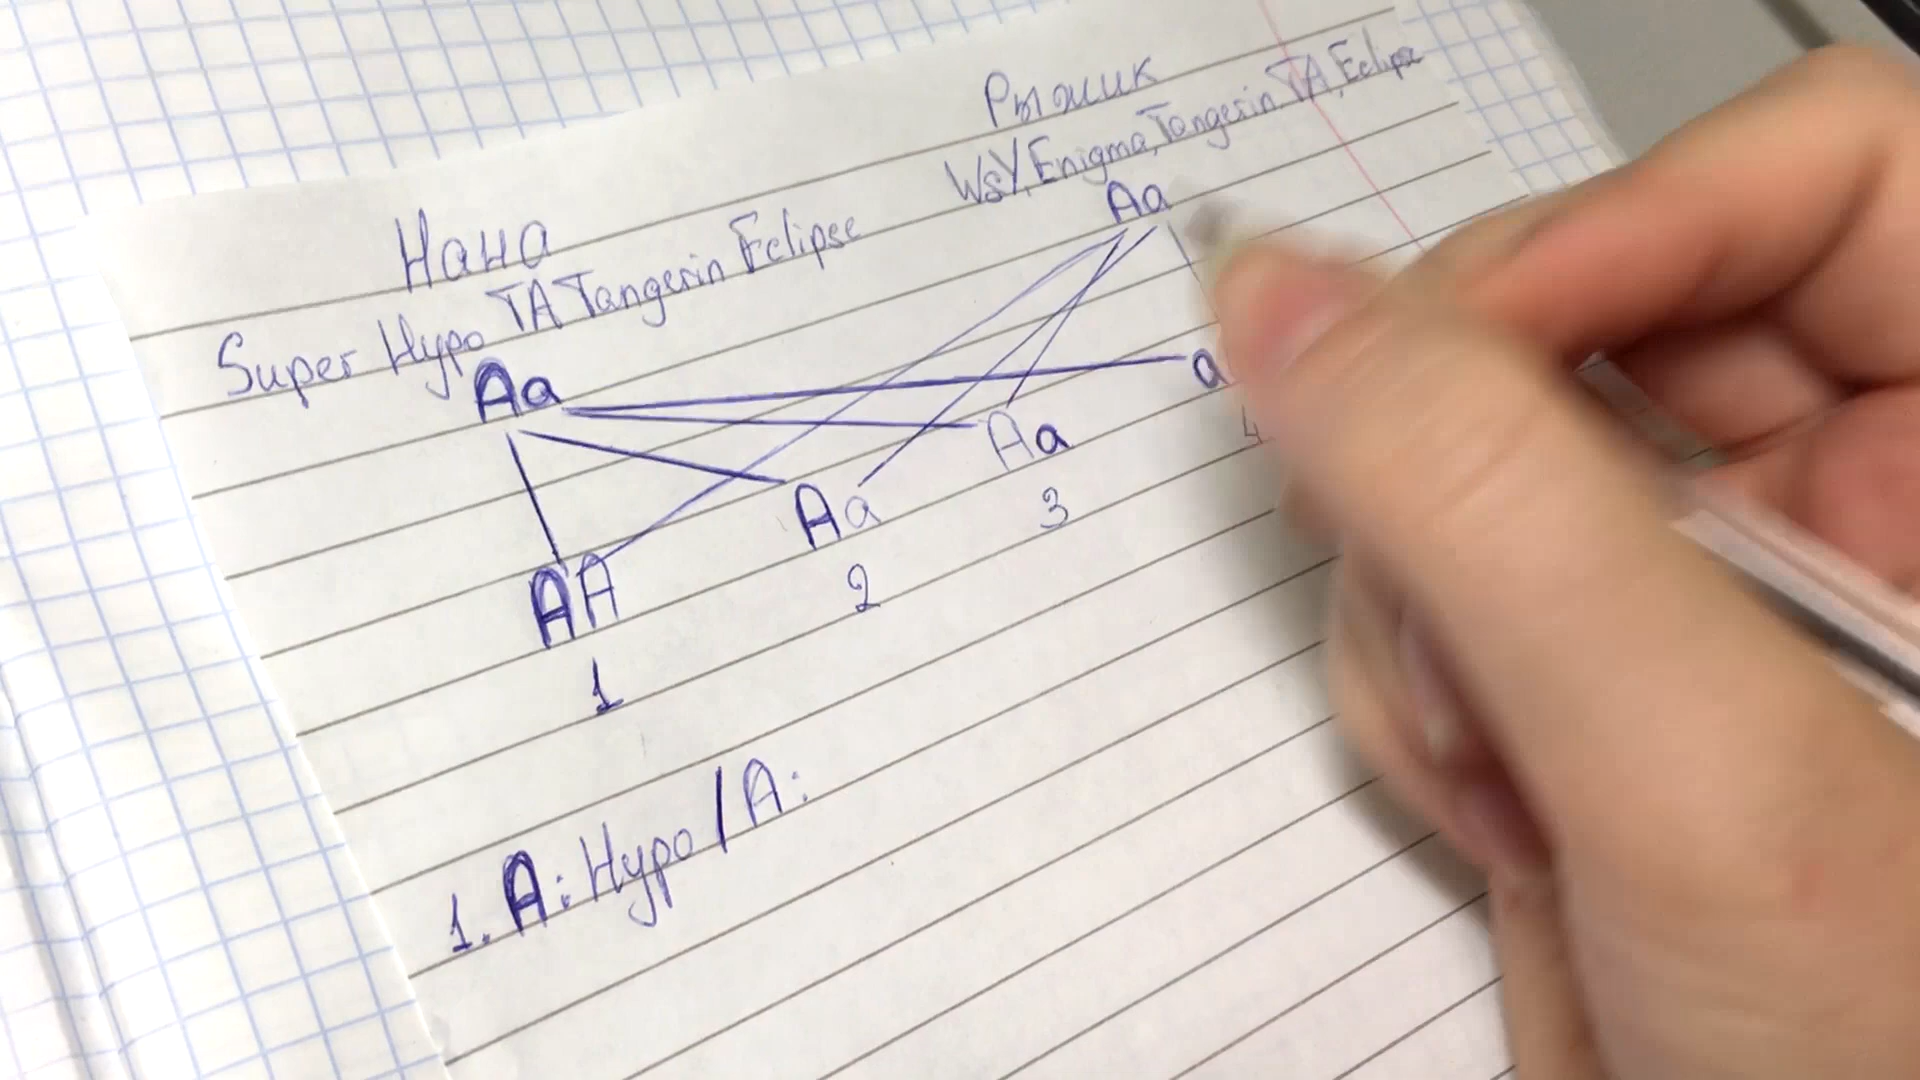 Рыжик
W&Y, Enigma, Tangerin, TA, Eclipse
Aa
Нана
Super Hypo TA Tangerin Eclipse
Aa
a
4
Aa
3
Aa
2
AA
1
1. A: Hypo / A: